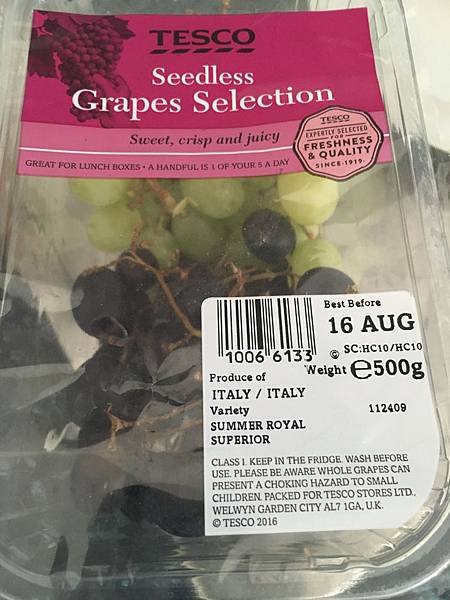 TESCO
Seedless
Grapes Selection
Sweet, crisp and juicy
GREAT FOR LUNCH BOXES • A HANDFUL IS 1 OF YOUR 5 A DAY
TESCO
EXPERTLY SELECTED
FOR
FRESHNESS
& QUALITY
SINCE·1919
Best Before
16 AUG
© SC:HC10/HC10
1006 6133
Weight ℮500g
Produce of
ITALY / ITALY
Variety
112409
SUMMER ROYAL
SUPERIOR
CLASS 1. KEEP IN THE FRIDGE. WASH BEFORE
USE. PLEASE BE AWARE WHOLE GRAPES CAN
PRESENT A CHOKING HAZARD TO SMALL
CHILDREN. PACKED FOR TESCO STORES LTD.,
WELWYN GARDEN CITY AL7 1GA, U.K.
© TESCO 2016